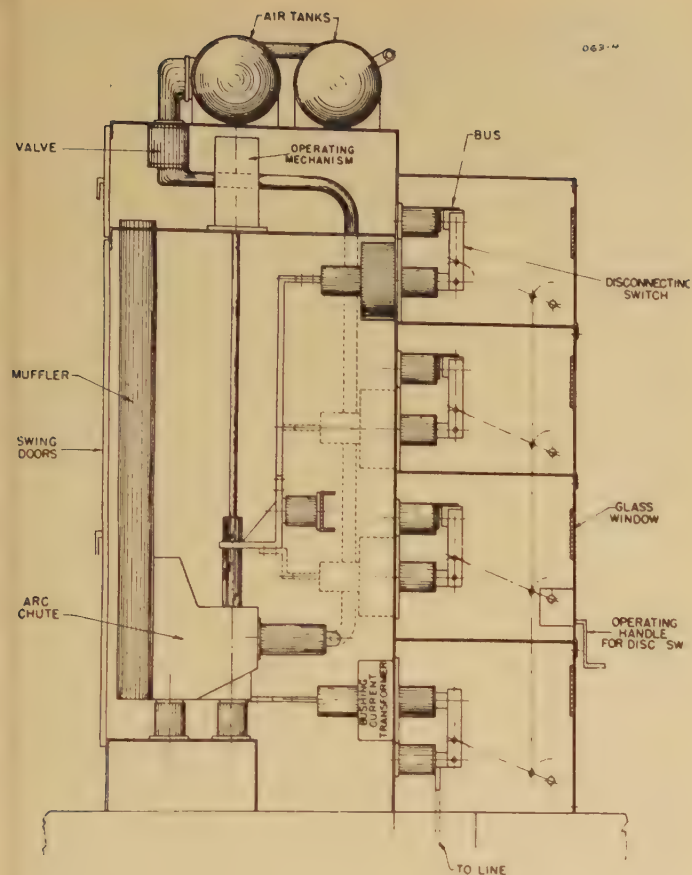 AIR TANKS
063-N
VALVE
OPERATING
MECHANISM
BUS
DISCONNECTING
SWITCH
MUFFLER
SWING
DOORS
GLASS
WINDOW
ARC
CHUTE
OPERATING
HANDLE
FOR DISC SW
BUSHING
CURRENT
TRANSFORMER
TO LINE